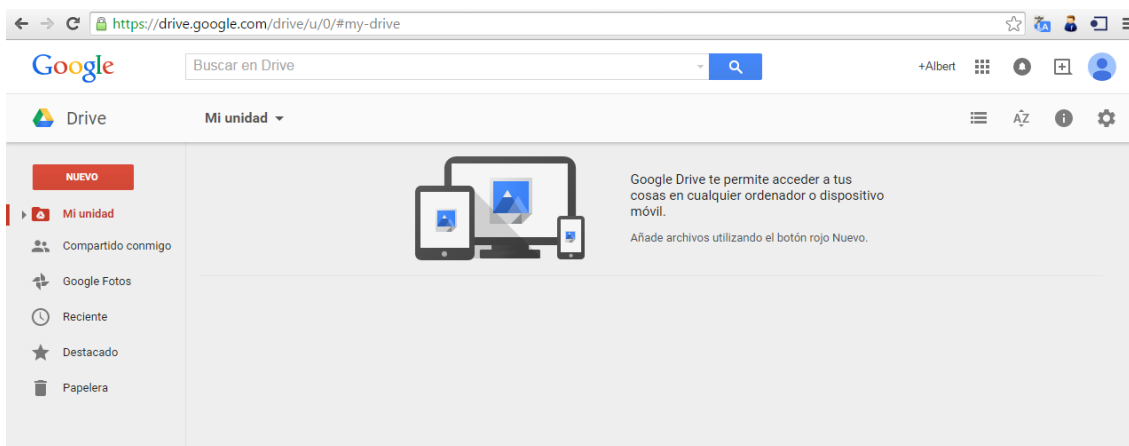 https://drive.google.com/drive/u/0/#my-drive
Google
Buscar en Drive
+Albert
Drive
Mi unidad
AZ
NUEVO
Mi unidad
Compartido conmigo
Google Fotos
Reciente
Destacado
Papelera
Google Drive te permite acceder a tus
cosas en cualquier ordenador o dispositivo
móvil.
Añade archivos utilizando el botón rojo Nuevo.